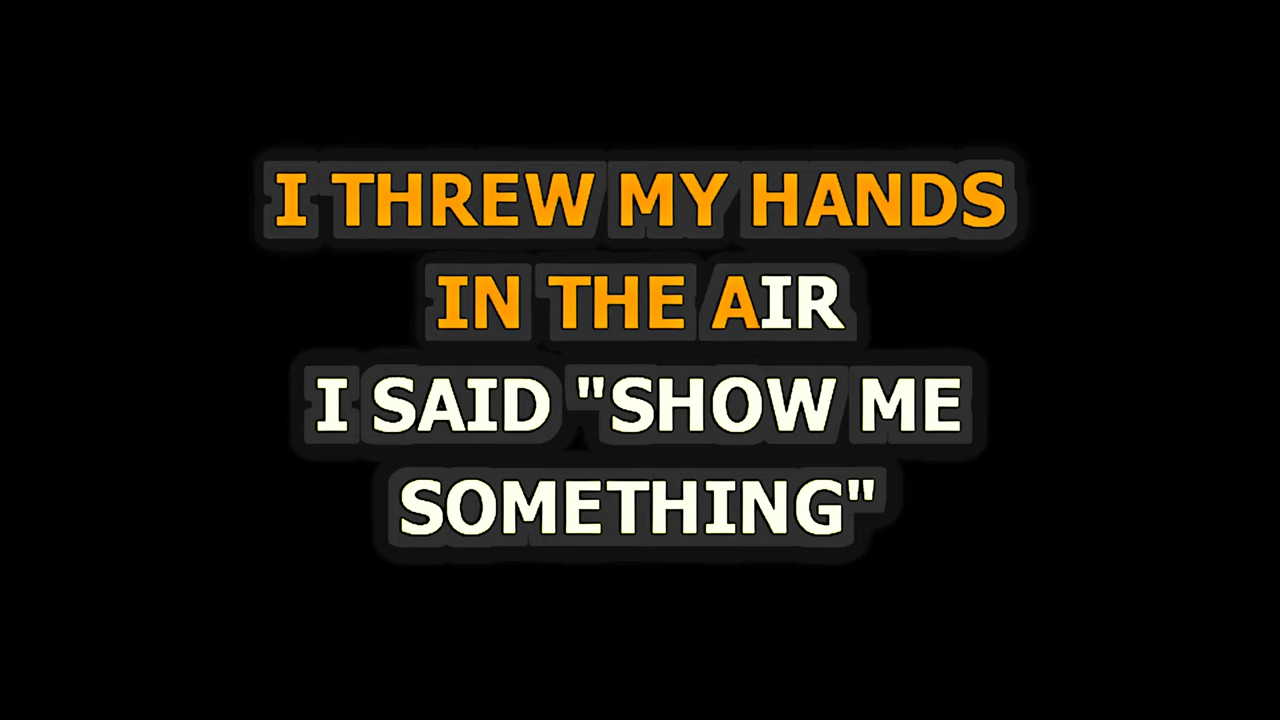 I THREW MY HANDS
IN THE AIR
I SAID "SHOW ME
SOMETHING"